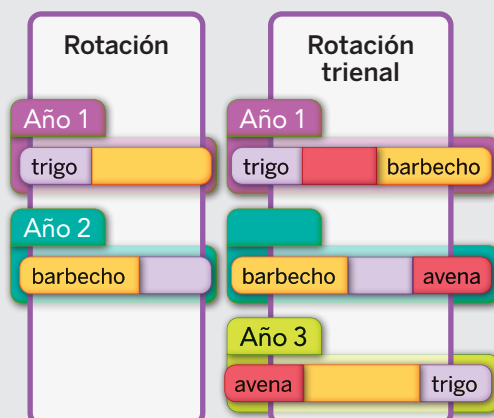 Rotación
Año 1
trigo
Año 2
barbecho
Rotación
trienal
Año 1
trigo barbecho
barbecho avena
Año 3
avena trigo